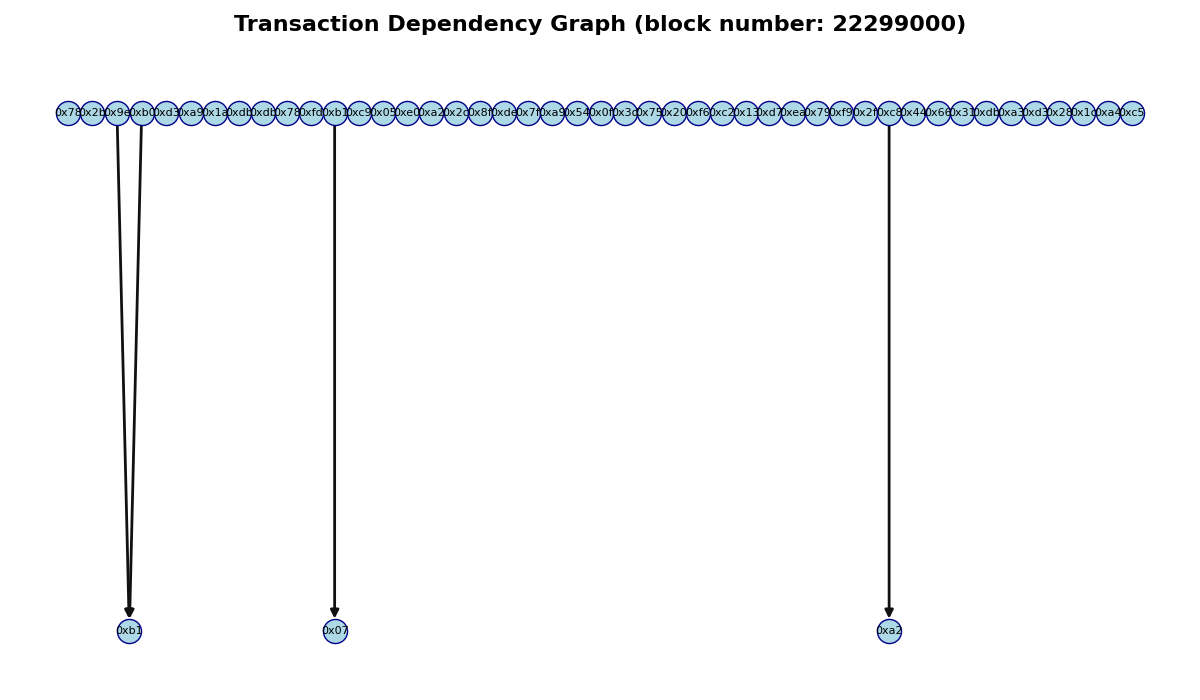 Transaction Dependency Graph (block number: 22299000)
0x78 0x2b 0x9e 0xb0 0xd3 0xa9 0x1a 0xdb 0xdb 0x78 0xfd 0xb1 0xc9 0x05 0xe0 0xa2 0x2c 0x8f 0xde 0x7f 0xa9 0x54 0x0f 0x3d 0x75 0x20 0xf6 0xc2 0x13 0xd7 0xea 0x79 0xf9 0x2f 0xc8 0x44 0x66 0x31 0xdb 0xa3 0xd3 0x28 0x1c 0xa4 0xc5
0xb1 0x07 0xa2